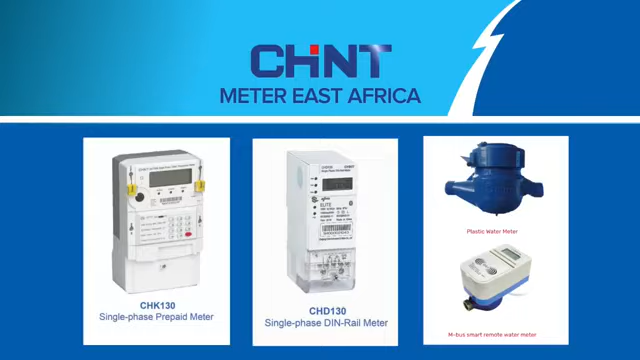 CHINT
METER EAST AFRICA
CHK130
Single-phase Prepaid Meter
ELITE
CHD130
Single-phase DIN-Rail Meter
Plastic Water Meter
M-bus smart remote water meter